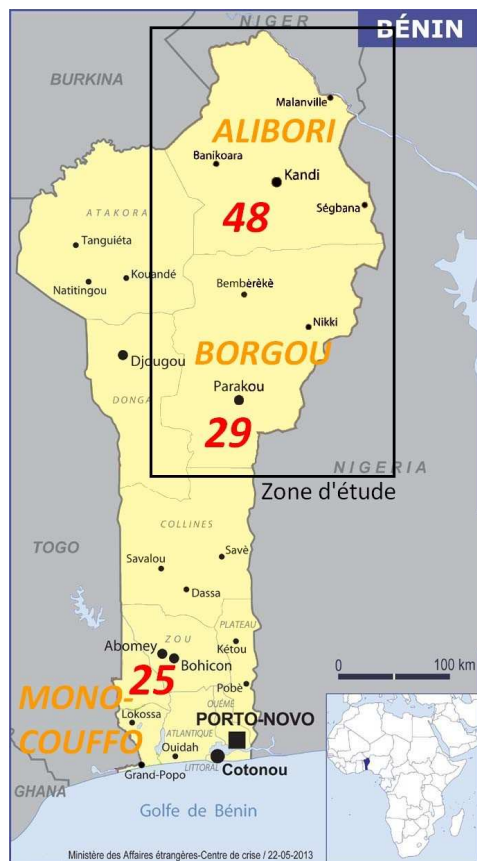 NIGER
BÉNIN
BURKINA
Malanville
ALIBORI
Banikoara
Kandi
Ségbana
48
ATAKORA
Tanguiéta
Kouandé
Natitingou
Bembèrèkè
Nikki
BORGOU
Djougou
Parakou
DONGA
29
NIGERIA
Zone d'étude
COLLINES
TOGO
Savalou
Savè
Dassa
PLATEAU
ZOU
Kétou
Abomey
Bohicon
25
0 100 km
Pobè
MONO-
COUFFO
OUÉMÉ
Lokossa
PORTO-NOVO
ATLANTIQUE
Ouidah
LITTORAL
Cotonou
Grand-Popo
GHANA
Golfe de Bénin
Ministère des Affaires étrangères-Centre de crise / 22-05-2013